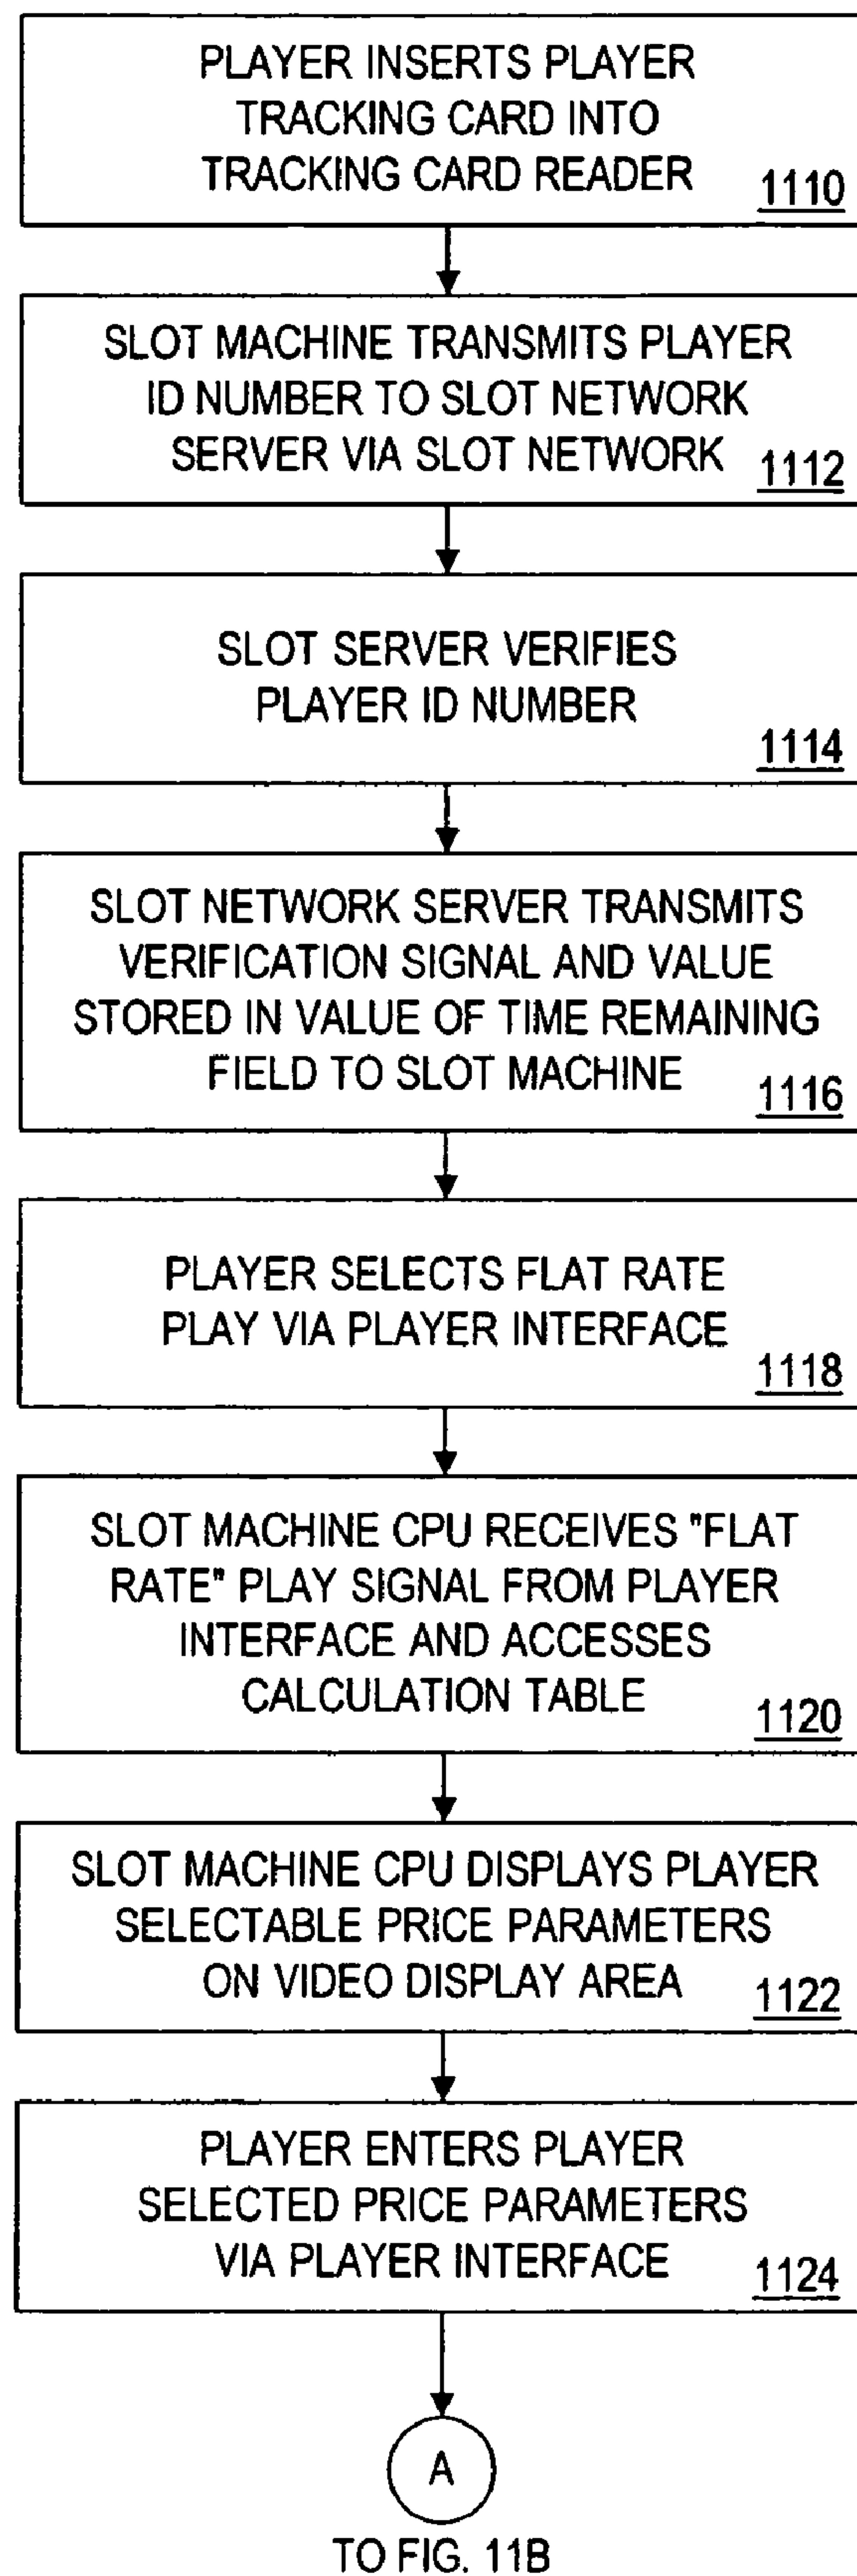 PLAYER INSERTS PLAYER
TRACKING CARD INTO
TRACKING CARD READER
1110
SLOT MACHINE TRANSMITS PLAYER
ID NUMBER TO SLOT NETWORK
SERVER VIA SLOT NETWORK
1112
SLOT SERVER VERIFIES
PLAYER ID NUMBER
1114
SLOT NETWORK SERVER TRANSMITS
VERIFICATION SIGNAL AND VALUE
STORED IN VALUE OF TIME REMAINING
FIELD TO SLOT MACHINE
1116
PLAYER SELECTS FLAT RATE
PLAY VIA PLAYER INTERFACE
1118
SLOT MACHINE CPU RECEIVES "FLAT
RATE" PLAY SIGNAL FROM PLAYER
INTERFACE AND ACCESSES
CALCULATION TABLE
1120
SLOT MACHINE CPU DISPLAYS PLAYER
SELECTABLE PRICE PARAMETERS
ON VIDEO DISPLAY AREA
1122
PLAYER ENTERS PLAYER
SELECTED PRICE PARAMETERS
VIA PLAYER INTERFACE
1124
A
TO FIG. 11B